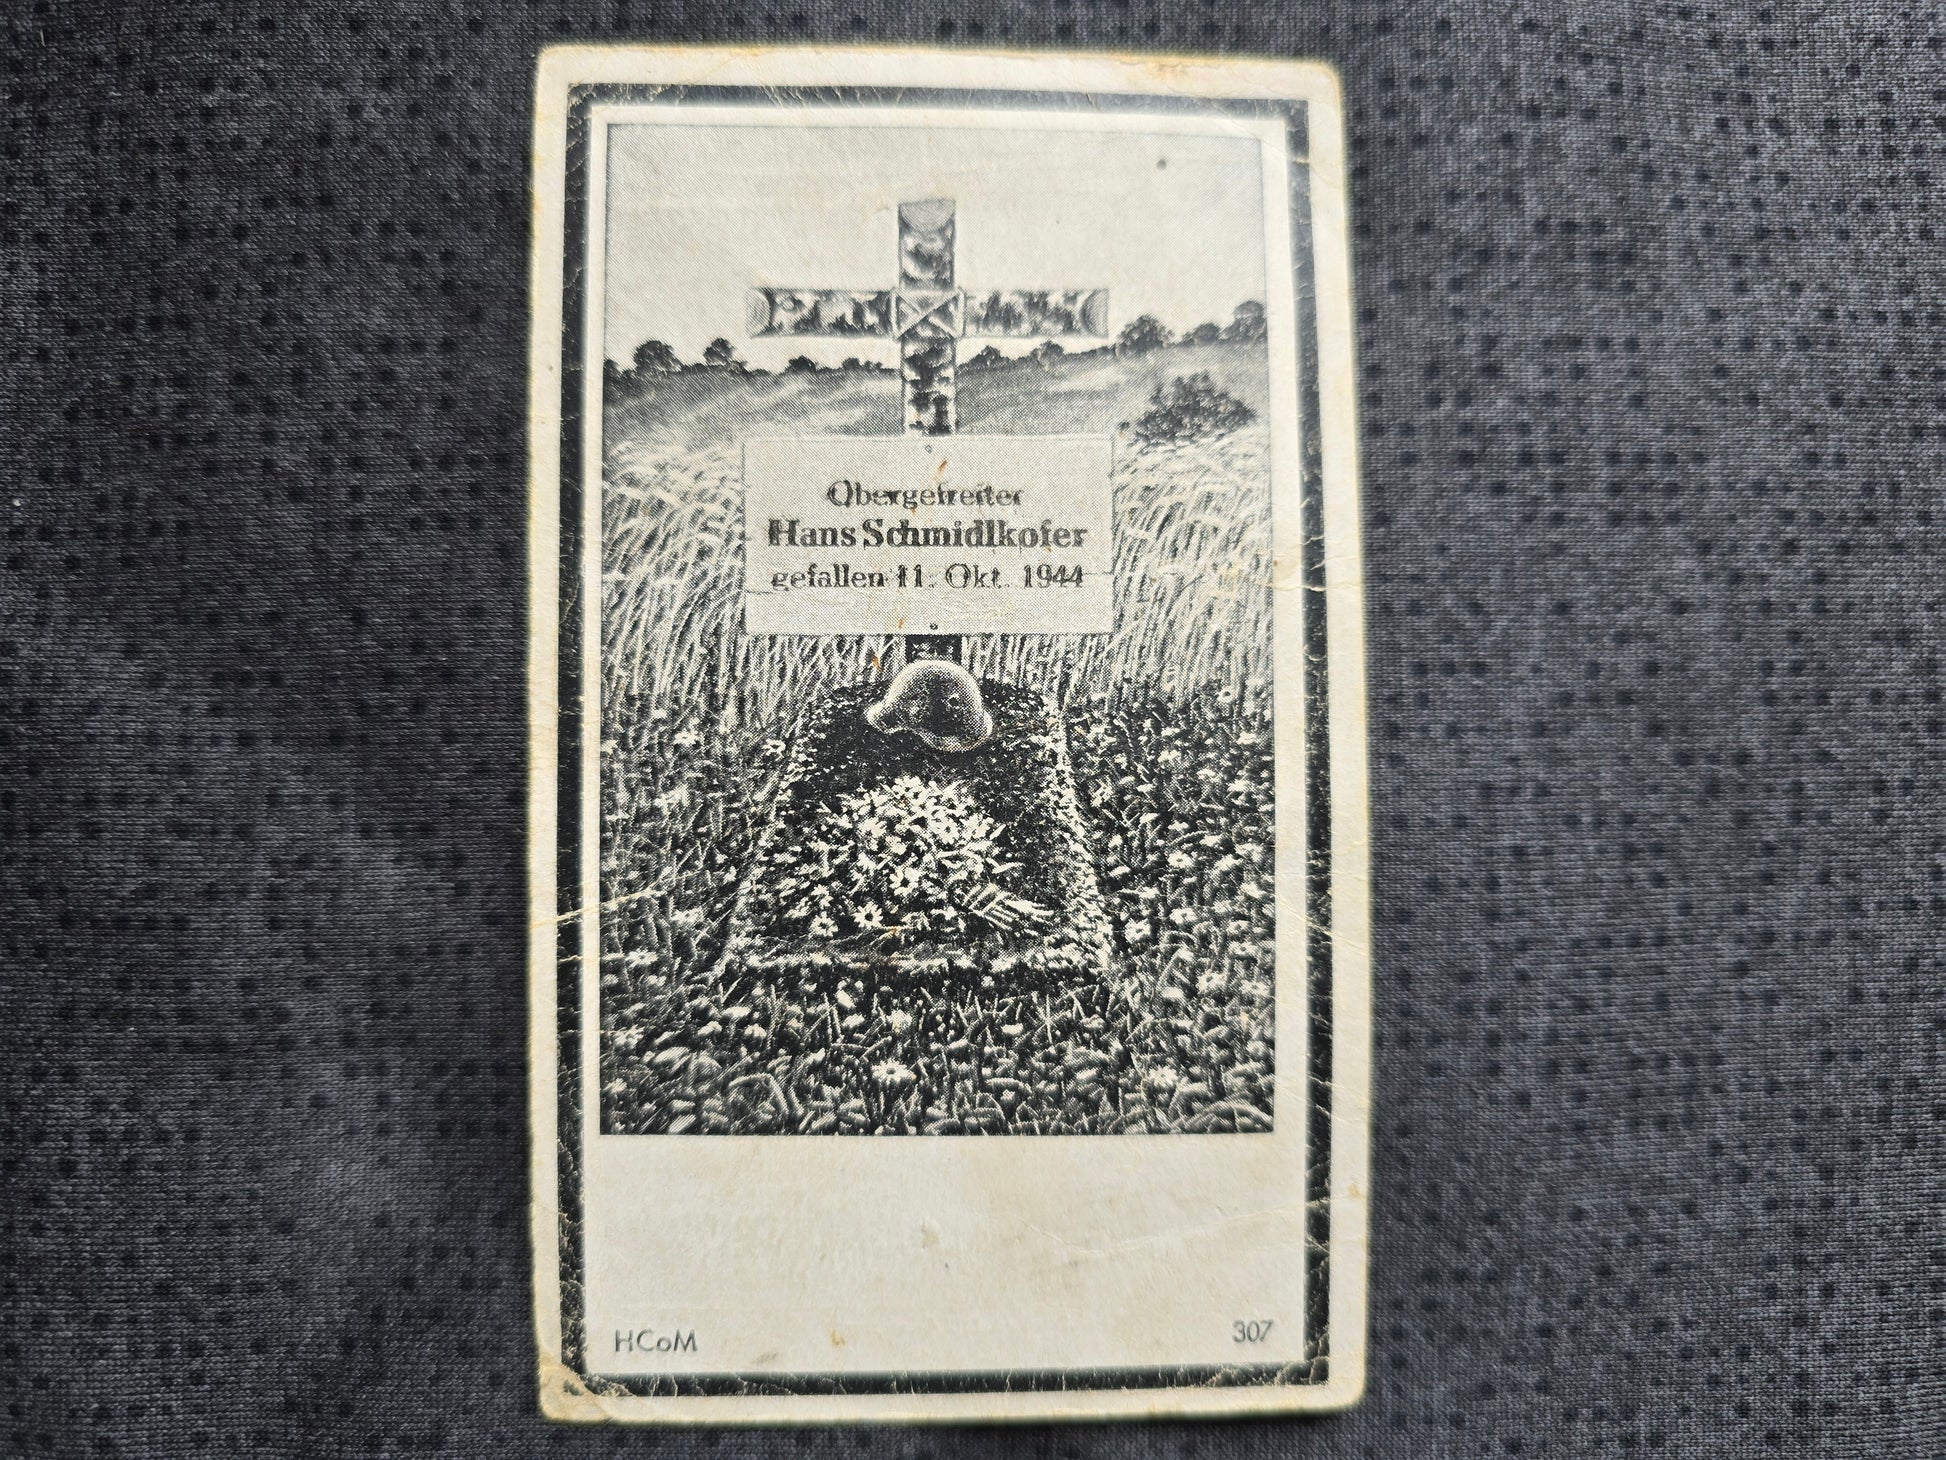 Obergefreiter
Hans Schmidlkofer
gefallen 11. Okt. 1944
HCoM
307